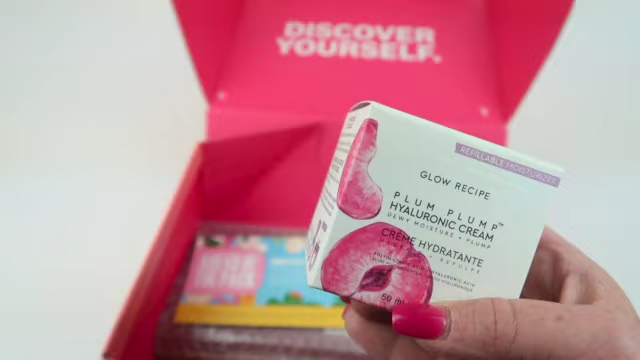 DISCOVER
YOURSELF.
REFILLABLE MOISTURIZER
GLOW RECIPE
PLUM PLUMP™
HYALURONIC CREAM
DEWY MOISTURE + PLUMP
CRÈME HYDRATANTE
50 ml